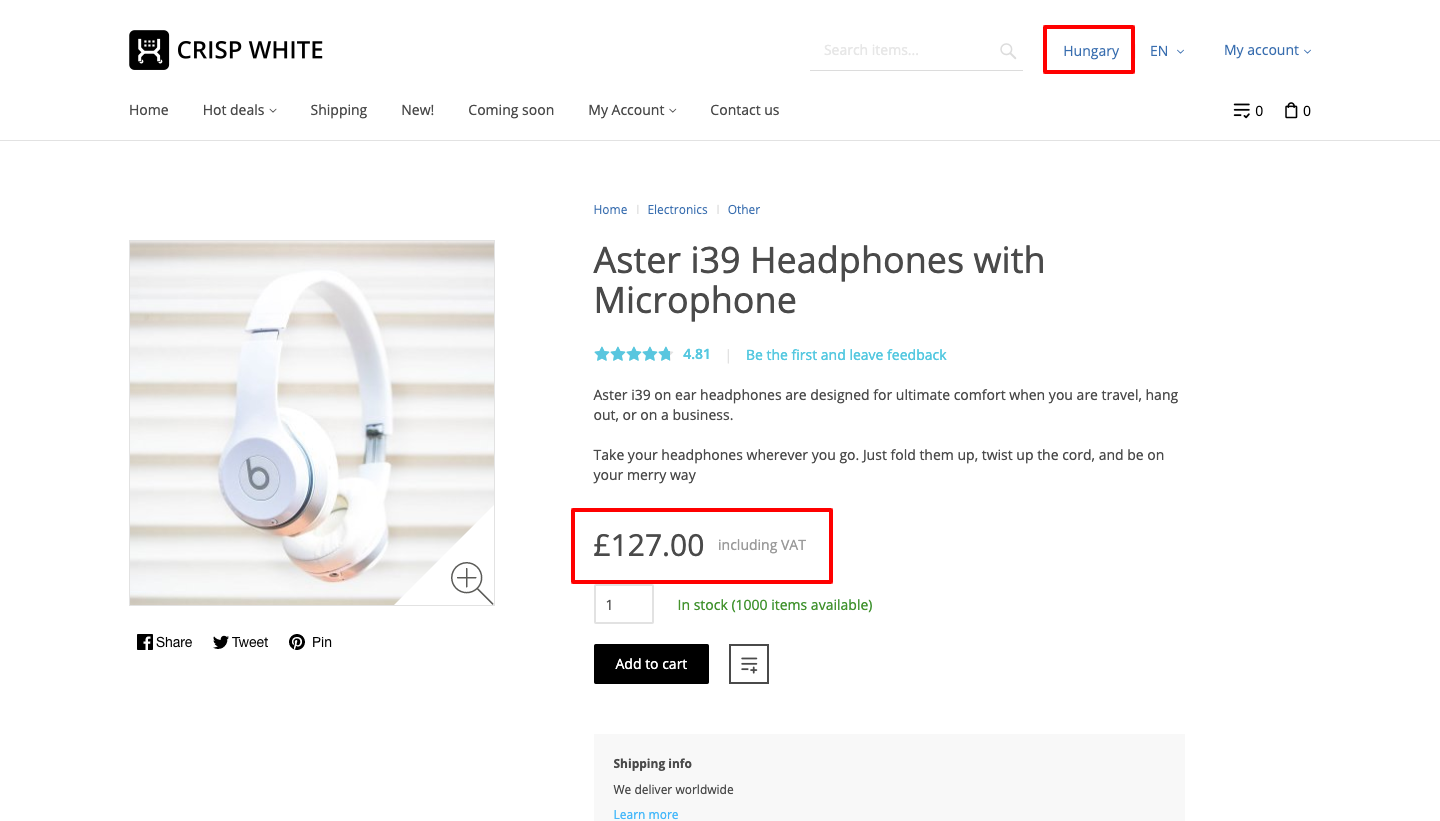 CRISP WHITE
Search items...
Hungary
EN
My account
Home
Hot deals
Shipping
New!
Coming soon
My Account
Contact us
0
0
Home
Electronics
Other
Aster i39 Headphones with
Microphone
4.81
Be the first and leave feedback
Aster i39 on ear headphones are designed for ultimate comfort when you are travel, hang
out, or on a business.
Take your headphones wherever you go. Just fold them up, twist up the cord, and be on
your merry way
£127.00 including VAT
1
In stock (1000 items available)
b
Share
Tweet
Pin
Add to cart
Shipping info
We deliver worldwide
Learn more